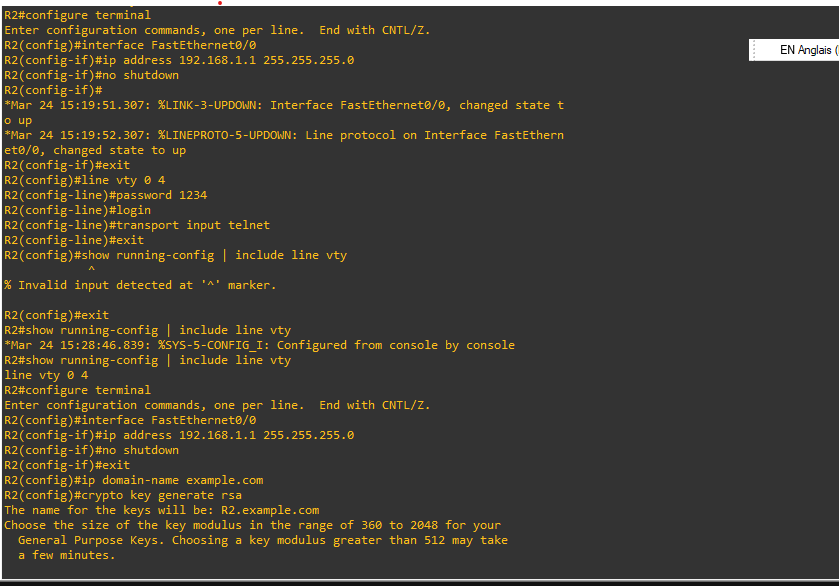 R2#configure terminal
Enter configuration commands, one per line.  End with CNTL/Z.
R2(config)#interface FastEthernet0/0
R2(config-if)#ip address 192.168.1.1 255.255.255.0
EN Anglais (
R2(config-if)#no shutdown
R2(config-if)#
*Mar 24 15:19:51.307: %LINK-3-UPDOWN: Interface FastEthernet0/0, changed state t
o up
*Mar 24 15:19:52.307: %LINEPROTO-5-UPDOWN: Line protocol on Interface FastEthern
et0/0, changed state to up
R2(config-if)#exit
R2(config)#line vty 0 4
R2(config-line)#password 1234
R2(config-line)#login
R2(config-line)#transport input telnet
R2(config-line)#exit
R2(config)#show running-config | include line vty
            ^
% Invalid input detected at '^' marker.
R2(config)#exit
R2#show running-config | include line vty
*Mar 24 15:28:46.839: %SYS-5-CONFIG_I: Configured from console by console
R2#show running-config | include line vty
line vty 0 4
R2#configure terminal
Enter configuration commands, one per line.  End with CNTL/Z.
R2(config)#interface FastEthernet0/0
R2(config-if)#ip address 192.168.1.1 255.255.255.0
R2(config-if)#no shutdown
R2(config-if)#exit
R2(config)#ip domain-name example.com
R2(config)#crypto key generate rsa
The name for the keys will be: R2.example.com
Choose the size of the key modulus in the range of 360 to 2048 for your
  General Purpose Keys. Choosing a key modulus greater than 512 may take
  a few minutes.